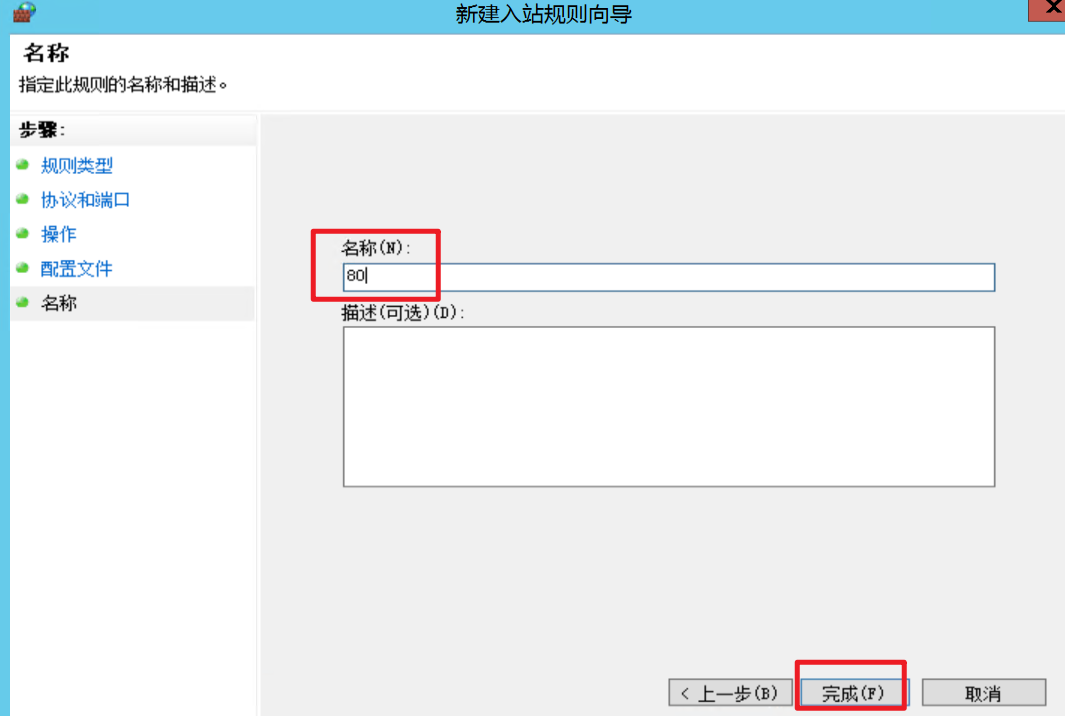 新建入站规则向导
名称
指定此规则的名称和描述。
步骤:
规则类型
协议和端口
操作
配置文件
名称
名称(N):
80
描述(可选)(D):
< 上一步(B)
完成(F)
取消